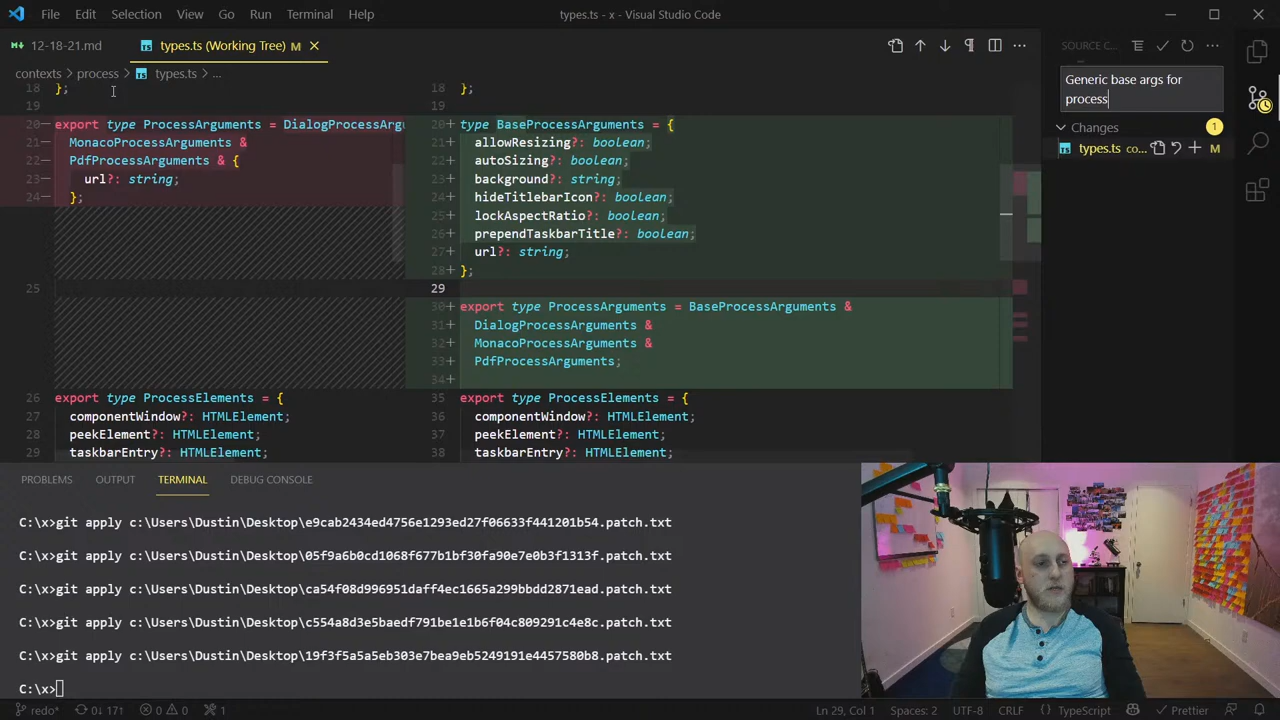 File Edit Selection View Go Run Terminal Help types.ts - x - Visual Studio Code
12-18-21.md types.ts (Working Tree) M
contexts > process > types.ts > ...
18 };
19
20— export type ProcessArguments = DialogProcessArgu
21— MonacoProcessArguments &
22— PdfProcessArguments & {
23— url?: string;
24— };
25
26 export type ProcessElements = {
27 componentWindow?: HTMLElement;
28 peekElement?: HTMLElement;
29 taskbarEntry?: HTMLElement;
18 };
19
20+ type BaseProcessArguments = {
21+ allowResizing?: boolean;
22+ autoSizing?: boolean;
23+ background?: string;
24+ hideTitlebarIcon?: boolean;
25+ lockAspectRatio?: boolean;
26+ prependTaskbarTitle?: boolean;
27+ url?: string;
28+ };
29
30+ export type ProcessArguments = BaseProcessArguments &
31+ DialogProcessArguments &
32+ MonacoProcessArguments &
33+ PdfProcessArguments;
34+
35 export type ProcessElements = {
36 componentWindow?: HTMLElement;
37 peekElement?: HTMLElement;
38 taskbarEntry?: HTMLElement;
SOURCE C...
Generic base args for
process
Changes 1
types.ts co... M
PROBLEMS OUTPUT TERMINAL DEBUG CONSOLE
C:\x>git apply c:\Users\Dustin\Desktop\e9cab2434ed4756e1293ed27f06633f441201b54.patch.txt
C:\x>git apply c:\Users\Dustin\Desktop\05f9a6b0cd1068f677b1bf30fa90e7e0b3f1313f.patch.txt
C:\x>git apply c:\Users\Dustin\Desktop\ca54f08d996951daff4ec1665a299bbdd2871ead.patch.txt
C:\x>git apply c:\Users\Dustin\Desktop\c554a8d3e5baedf791be1e1b6f04c809291c4e8c.patch.txt
C:\x>git apply c:\Users\Dustin\Desktop\19f3f5a5a5eb303e7bea9eb5249191e4457580b8.patch.txt
C:\x>
redo* 0↓ 171↑ 0 0 1 Ln 29, Col 1 Spaces: 2 UTF-8 CRLF {} TypeScript Prettier